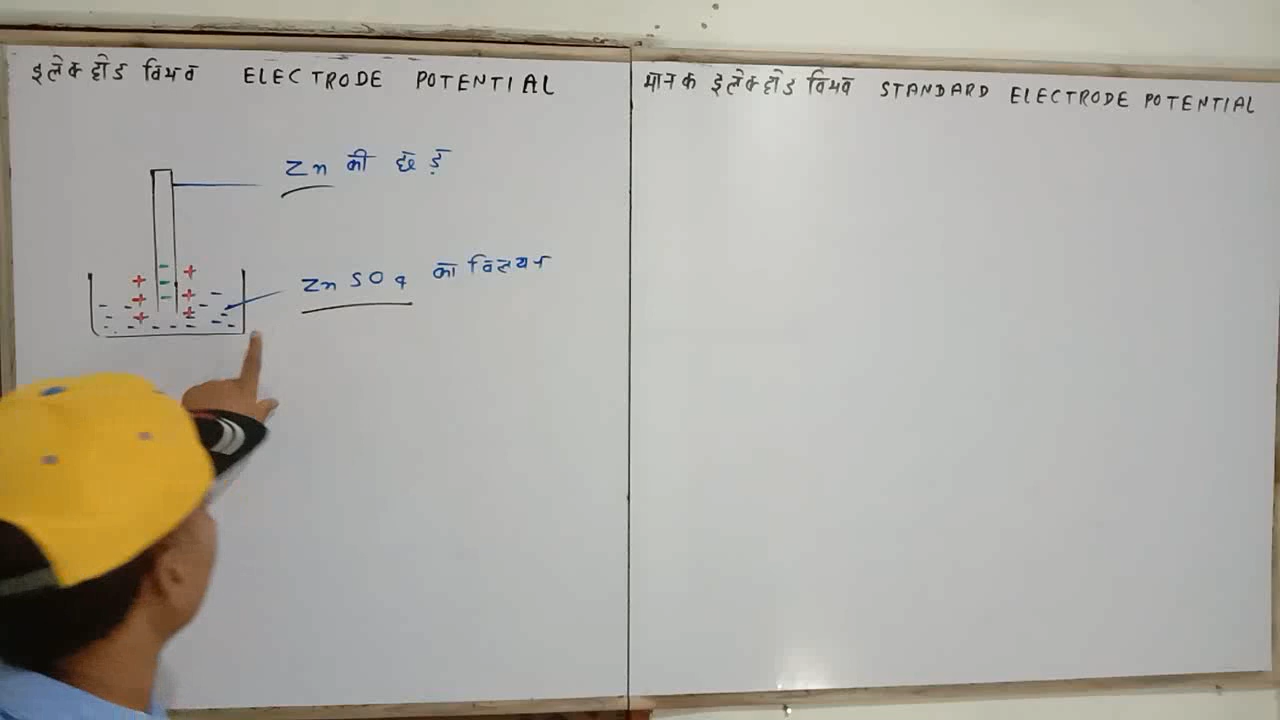 इलेक्ट्रोड विभव ELECTRODE POTENTIAL
Zn की छड़
ZnSO4 का विलयन
मानक इलेक्ट्रोड विभव STANDARD ELECTRODE POTENTIAL